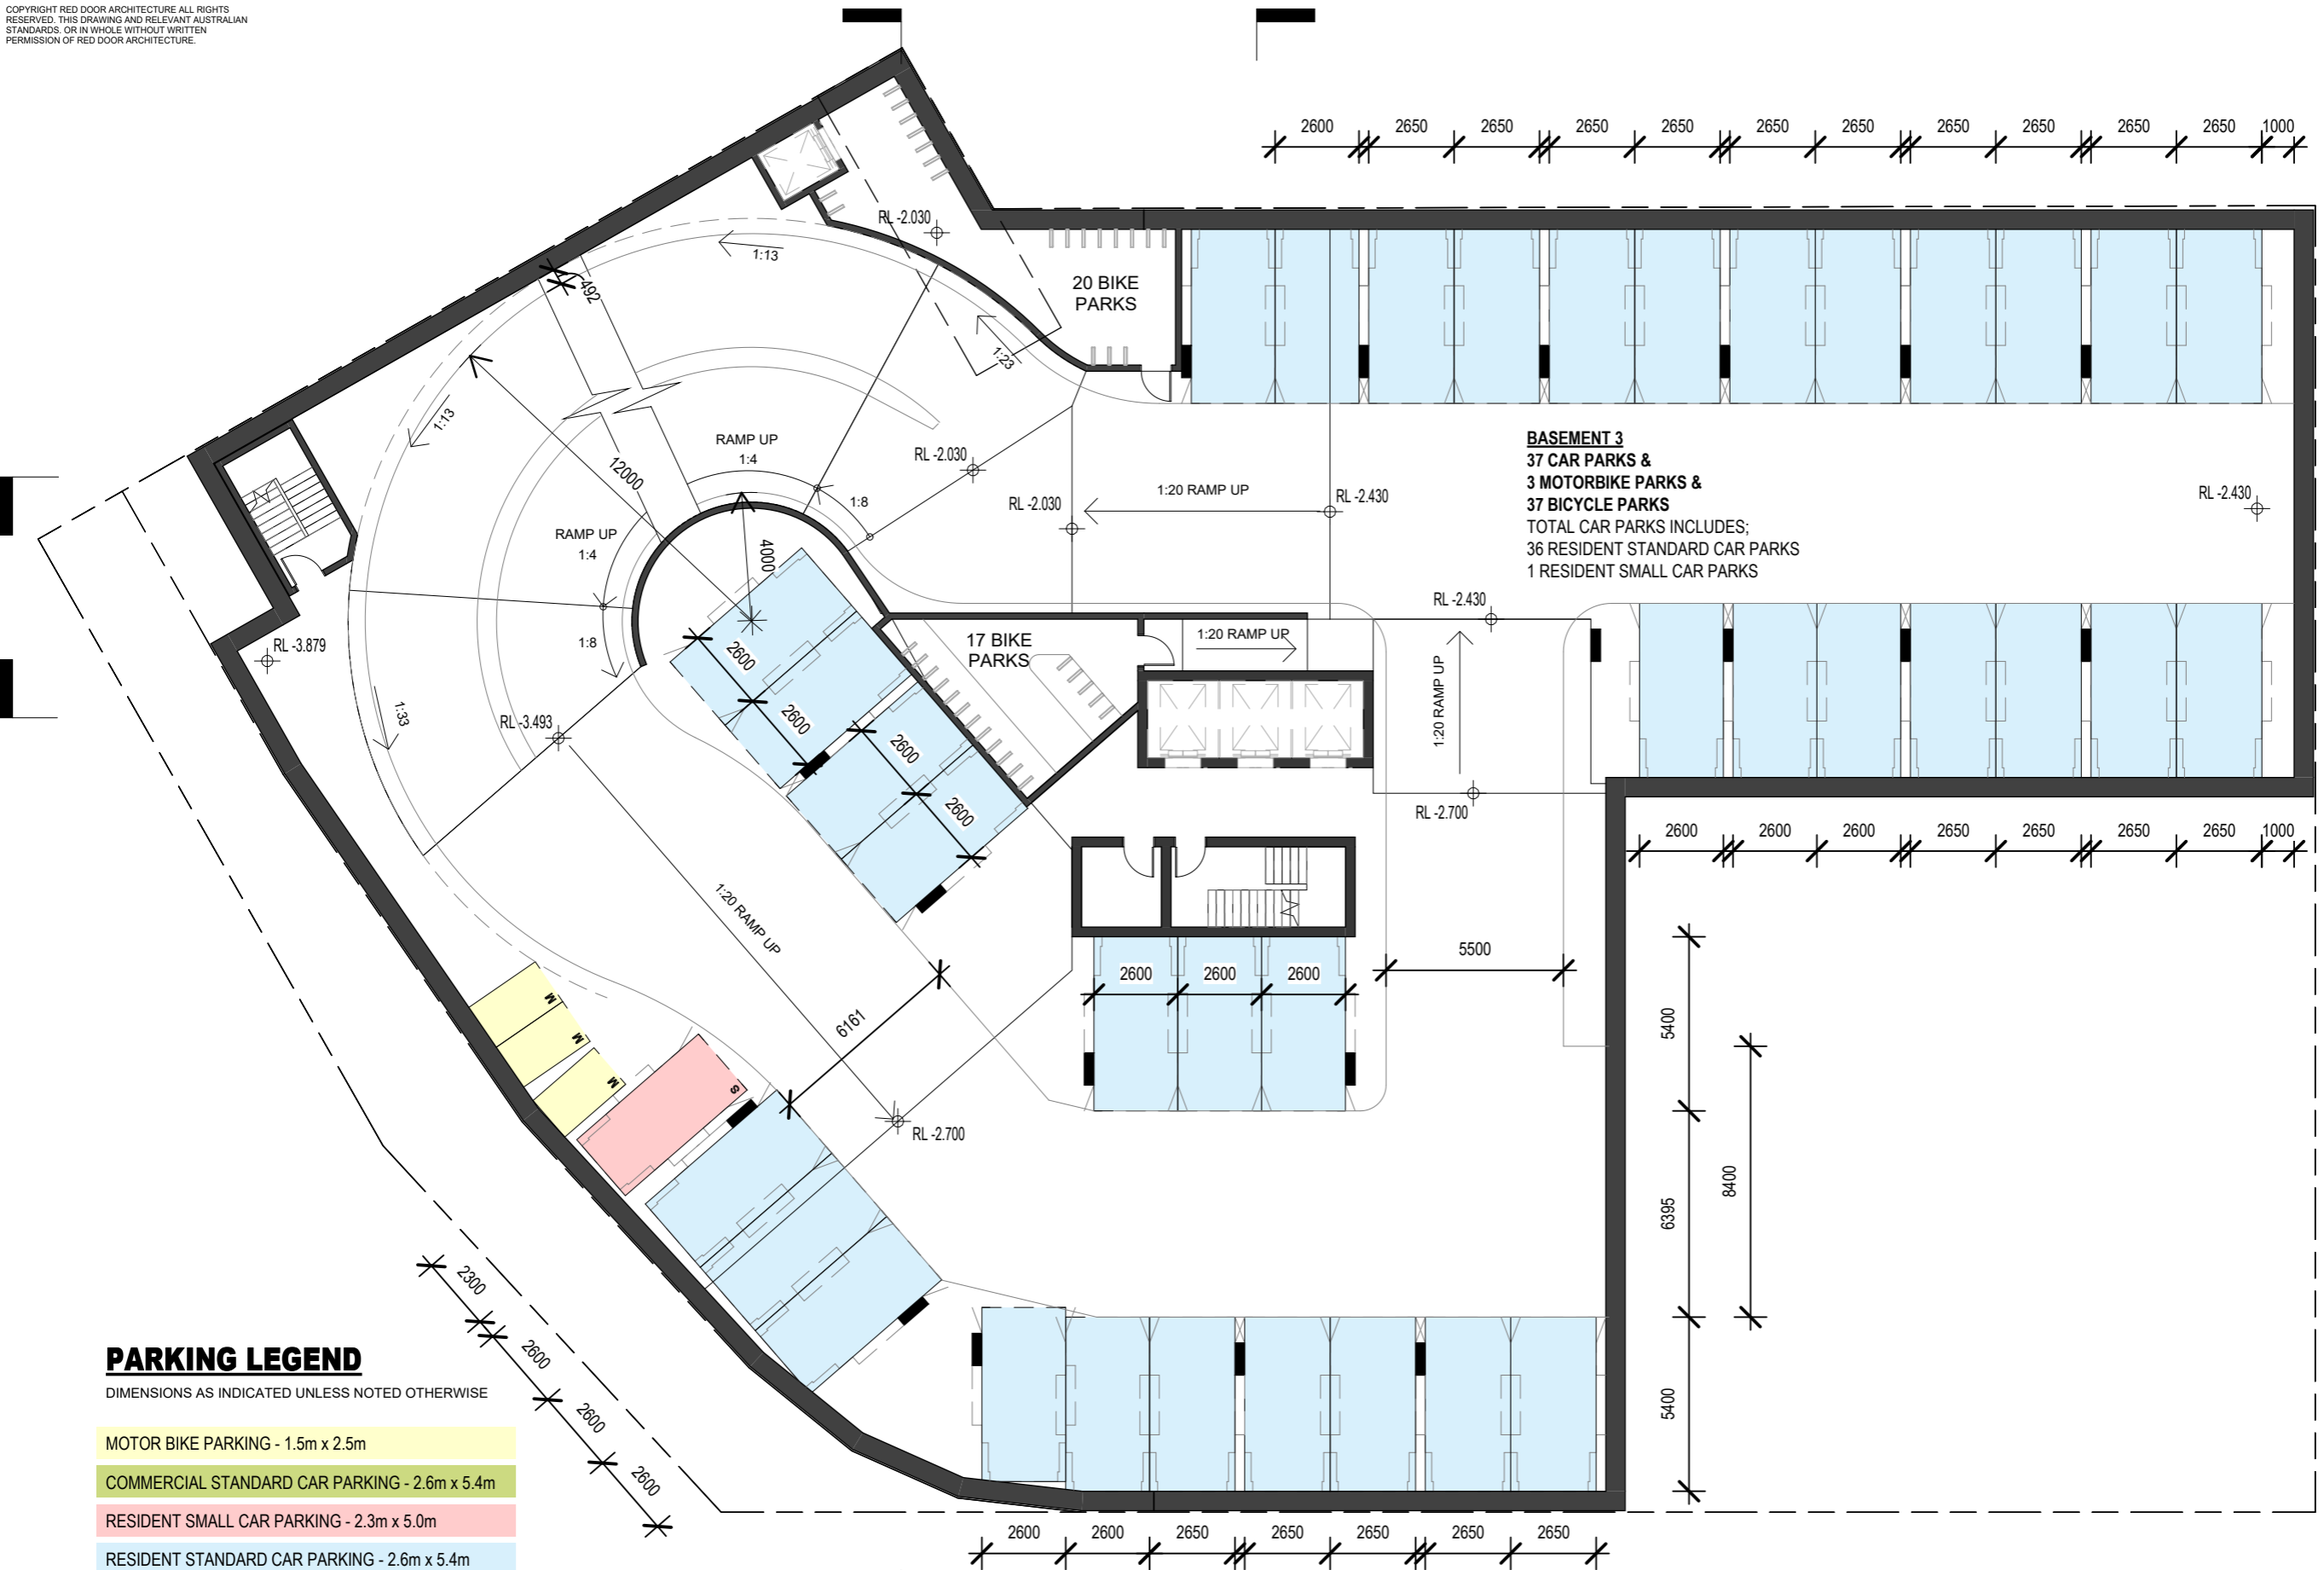 COPYRIGHT RED DOOR ARCHITECTURE ALL RIGHTS
RESERVED. THIS DRAWING AND RELEVANT AUSTRALIAN
STANDARDS. OR IN WHOLE WITHOUT WRITTEN
PERMISSION OF RED DOOR ARCHITECTURE.
2600 2650 2650 2650 2650 2650 2650 2650 2650 2650 2650 1000
RL -2.030
1:13
492
20 BIKE
PARKS
1:23
1:13
12000
RAMP UP
1:4
1:8
RL -2.030
RL -2.030
1:20 RAMP UP
RL -2.430
BASEMENT 3
37 CAR PARKS &
3 MOTORBIKE PARKS &
37 BICYCLE PARKS
TOTAL CAR PARKS INCLUDES;
36 RESIDENT STANDARD CAR PARKS
1 RESIDENT SMALL CAR PARKS
RL -2.430
RAMP UP
1:4
4000
1:8
RL -3.879
1:33
RL -3.493
2600
2600
2600
2600
17 BIKE
PARKS
1:20 RAMP UP
RL -2.430
1:20 RAMP UP
RL -2.700
2600 2600 2600 2650 2650 2650 2650 1000
1:20 RAMP UP
6161
2600 2600 2600
5500
5400
8400
6395
5400
M
M
M
S
RL -2.700
2300
2600
2600
2600
2600 2600 2650 2650 2650 2650 2650
PARKING LEGEND
DIMENSIONS AS INDICATED UNLESS NOTED OTHERWISE
MOTOR BIKE PARKING - 1.5m x 2.5m
COMMERCIAL STANDARD CAR PARKING - 2.6m x 5.4m
RESIDENT SMALL CAR PARKING - 2.3m x 5.0m
RESIDENT STANDARD CAR PARKING - 2.6m x 5.4m